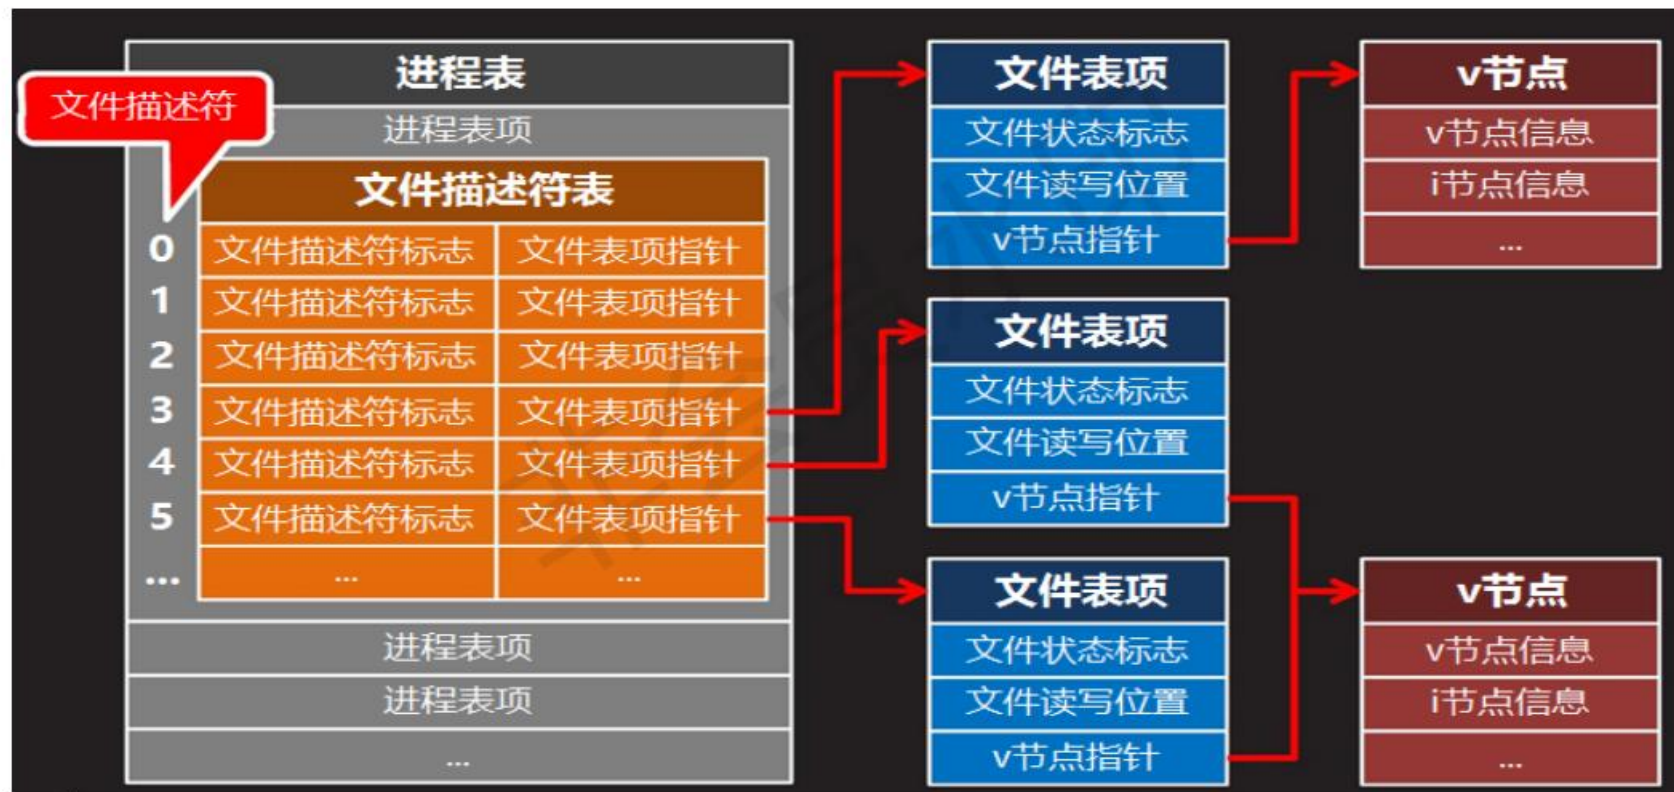 进程表
文件描述符
进程表项
文件描述符表
0 文件描述符标志 文件表项指针
1 文件描述符标志 文件表项指针
2 文件描述符标志 文件表项指针
3 文件描述符标志 文件表项指针
4 文件描述符标志 文件表项指针
5 文件描述符标志 文件表项指针
... ... ...
进程表项
进程表项
...
文件表项
文件状态标志
文件读写位置
v节点指针
文件表项
文件状态标志
文件读写位置
v节点指针
文件表项
文件状态标志
文件读写位置
v节点指针
v节点
v节点信息
i节点信息
...
v节点
v节点信息
i节点信息
...
非会员水印